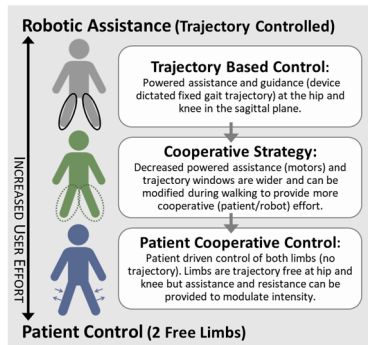 Robotic Assistance (Trajectory Controlled)
Trajectory Based Control:
Powered assistance and guidance (device
dictated fixed gait trajectory) at the hip and
knee in the sagittal plane.
Cooperative Strategy:
Decreased powered assistance (motors) and
trajectory windows are wider and can be
modified during walking to provide more
cooperative (patient/robot) effort.
Patient Cooperative Control:
Patient driven control of both limbs (no
trajectory). Limbs are trajectory free at hip and
knee but assistance and resistance can be
provided to modulate intensity.
INCREASED USER EFFORT
Patient Control (2 Free Limbs)